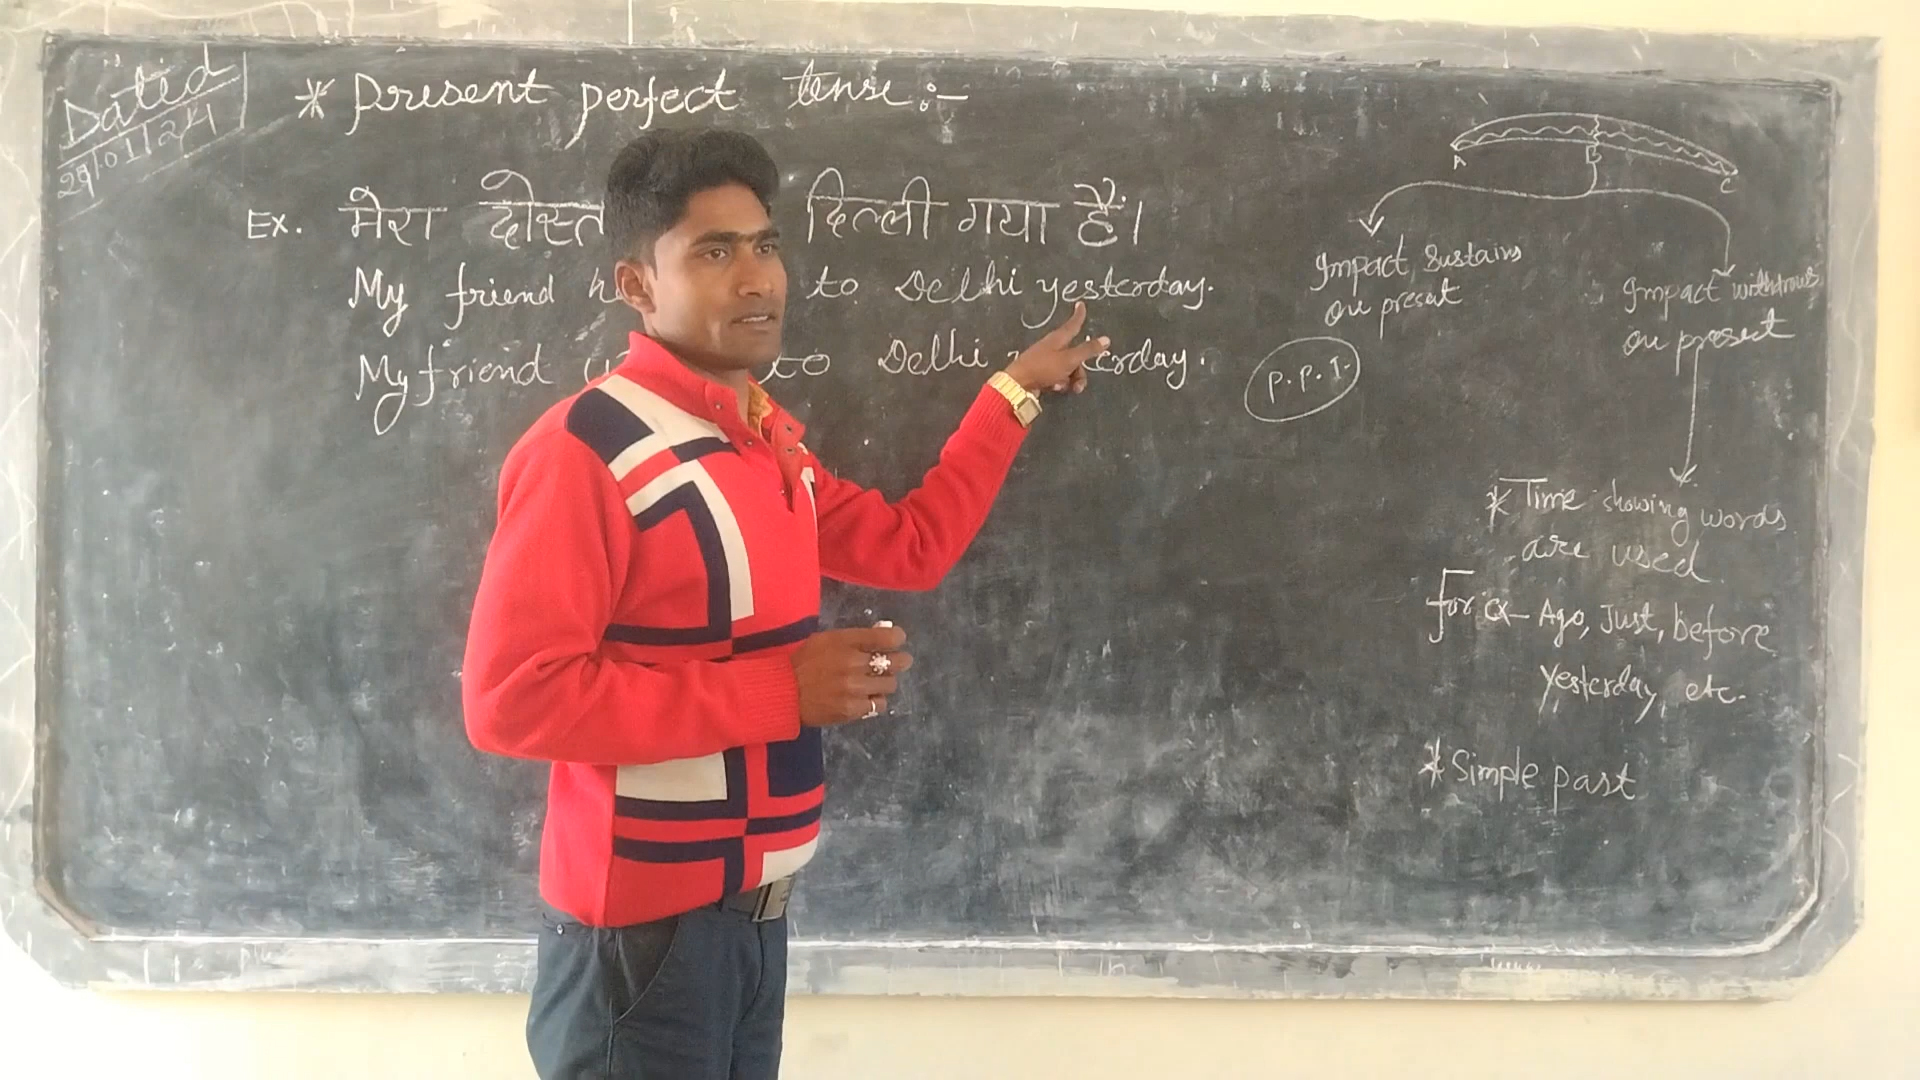 Dated
29/01/24
* Present perfect tense :-
Ex. मेरा दोस्त दिल्ली गया है।
My friend to Delhi yesterday.
My friend to Delhi
A B C
Impact sustains
on present
P.P.T.
Impact withdraws
on present
* Time showing words
are used
For ex- Ago, Just, before
Yesterday, etc.
* Simple past